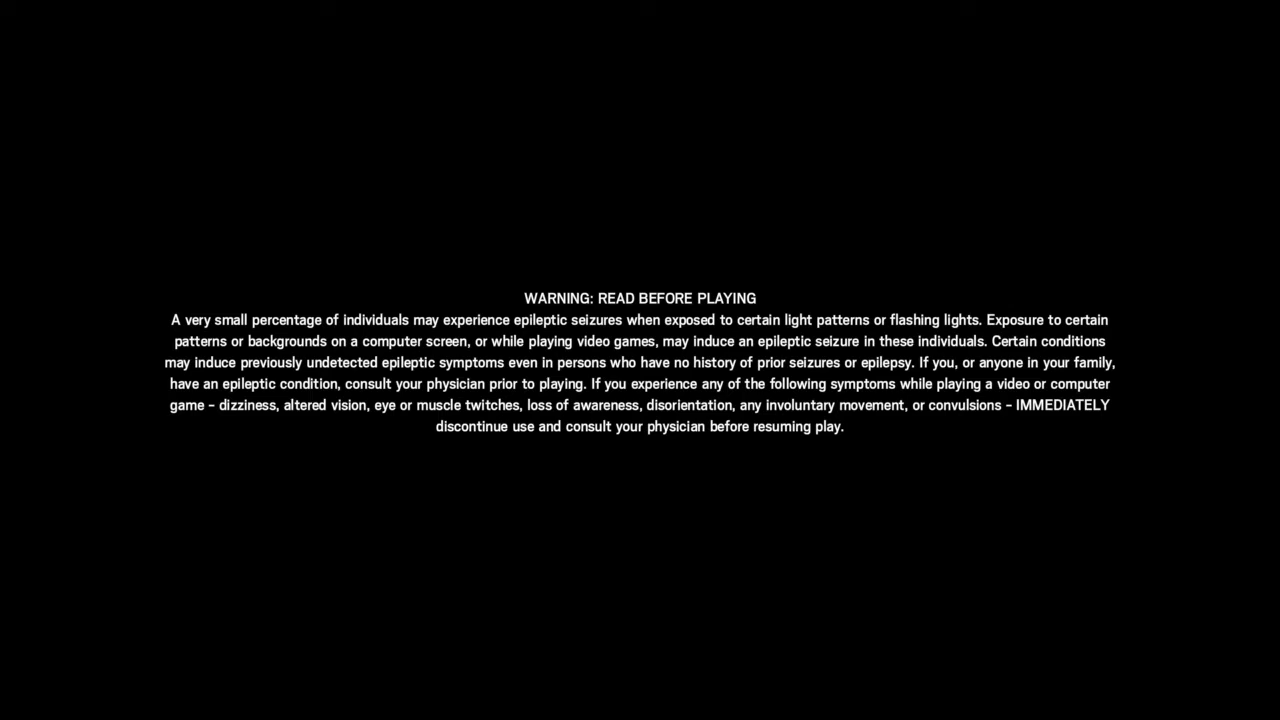 WARNING: READ BEFORE PLAYING
A very small percentage of individuals may experience epileptic seizures when exposed to certain light patterns or flashing lights. Exposure to certain
patterns or backgrounds on a computer screen, or while playing video games, may induce an epileptic seizure in these individuals. Certain conditions
may induce previously undetected epileptic symptoms even in persons who have no history of prior seizures or epilepsy. If you, or anyone in your family,
have an epileptic condition, consult your physician prior to playing. If you experience any of the following symptoms while playing a video or computer
game – dizziness, altered vision, eye or muscle twitches, loss of awareness, disorientation, any involuntary movement, or convulsions – IMMEDIATELY
discontinue use and consult your physician before resuming play.